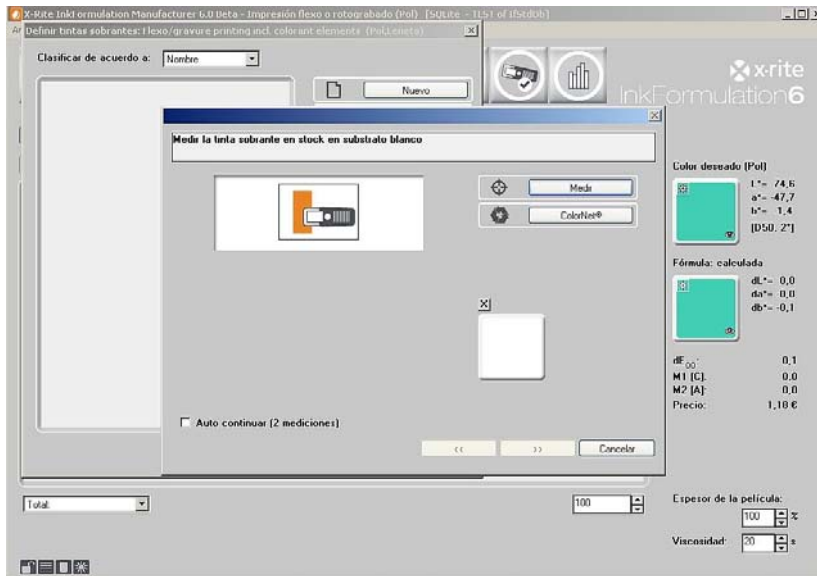 X-Rite InkFormulation Manufacturer 6.0 Beta - Impresión flexo o rotograbado (Pol) [SQLite - TEST of IfStdDb]
Definir tintas sobrantes: Flexo/gravure printing incl. colorant elements (Pol,Leneta)
Clasificar de acuerdo a:
Nombre
Nuevo
x-rite
InkFormulation6
Medir la tinta sobrante en stock en substrato blanco
Medir
ColorNet®
Auto continuar (2 mediciones)
<<
>>
Cancelar
Color deseado (Pol)
L*= 74,6
a*= -47,7
b*= 1,4
[D50, 2°]
Fórmula: calculada
dL*= 0,0
da*= 0,0
db*= -0,1
dE00: 0,1
M1 [C]: 0.0
M2 [A]: 0,0
Precio: 1,18 €
Total:
100
Espesor de la película:
100 %
Viscosidad: 20 s